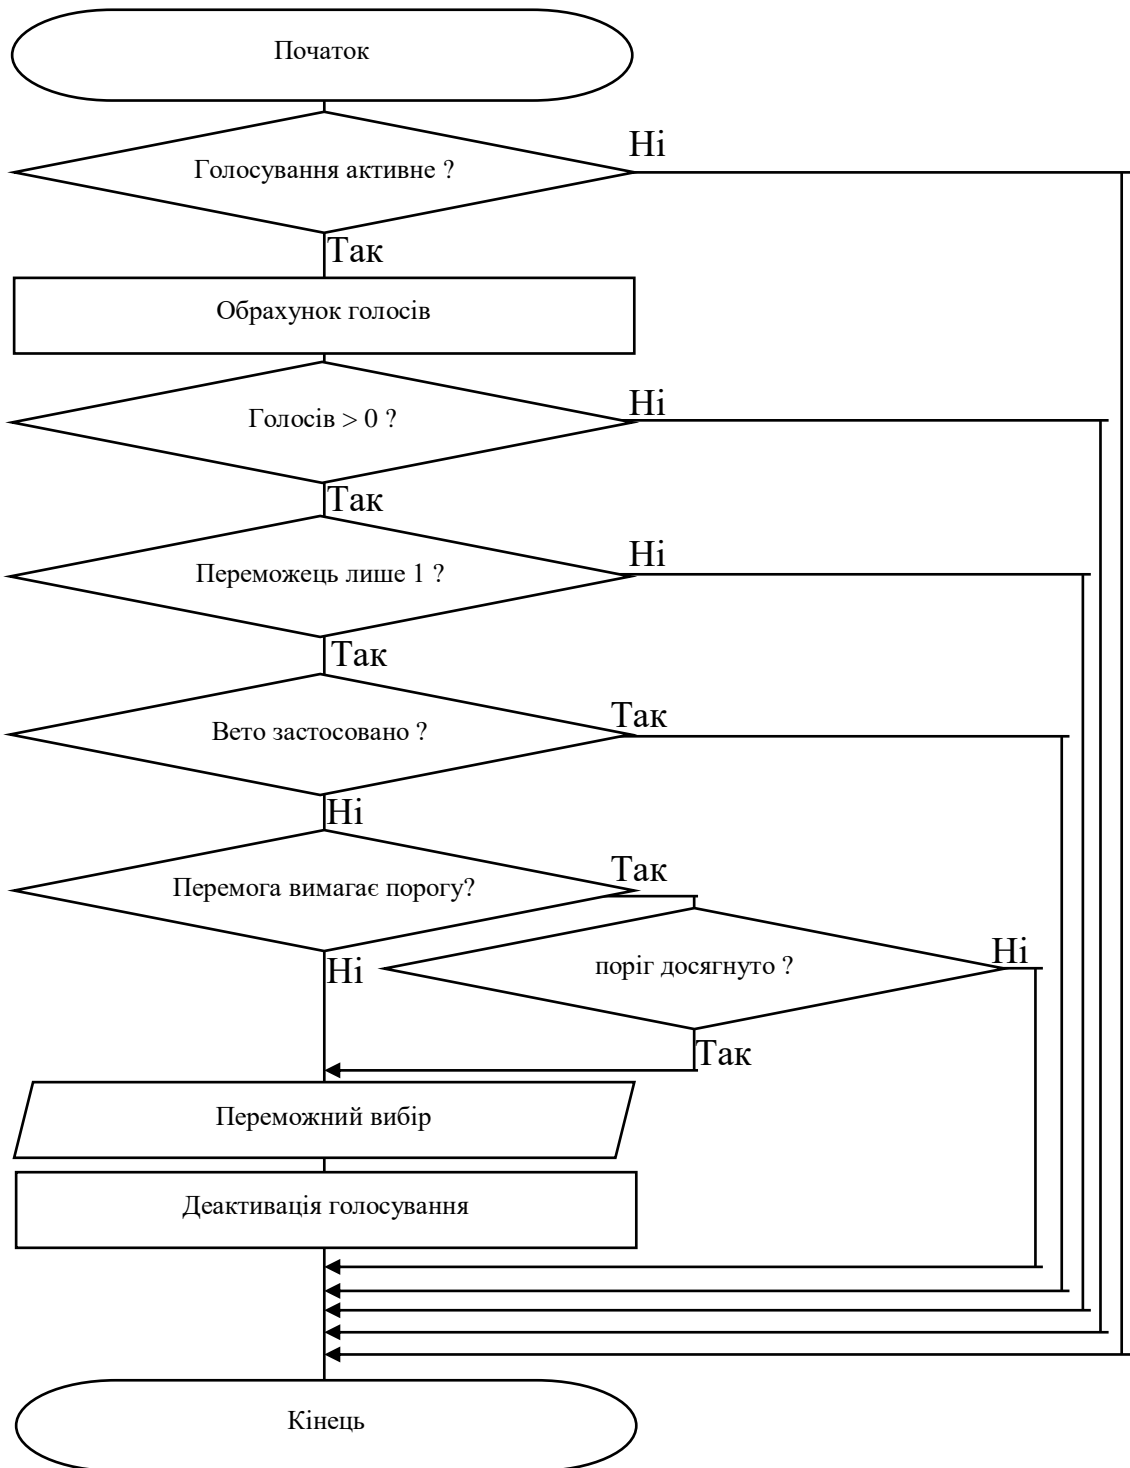 Початок
Голосування активне ?
Ні
Так
Обрахунок голосів
Голосів > 0 ?
Ні
Так
Переможець лише 1 ?
Ні
Так
Вето застосовано ?
Так
Ні
Перемога вимагає порогу?
Так
Ні
поріг досягнуто ?
Ні
Так
Переможний вибір
Деактивація голосування
Кінець